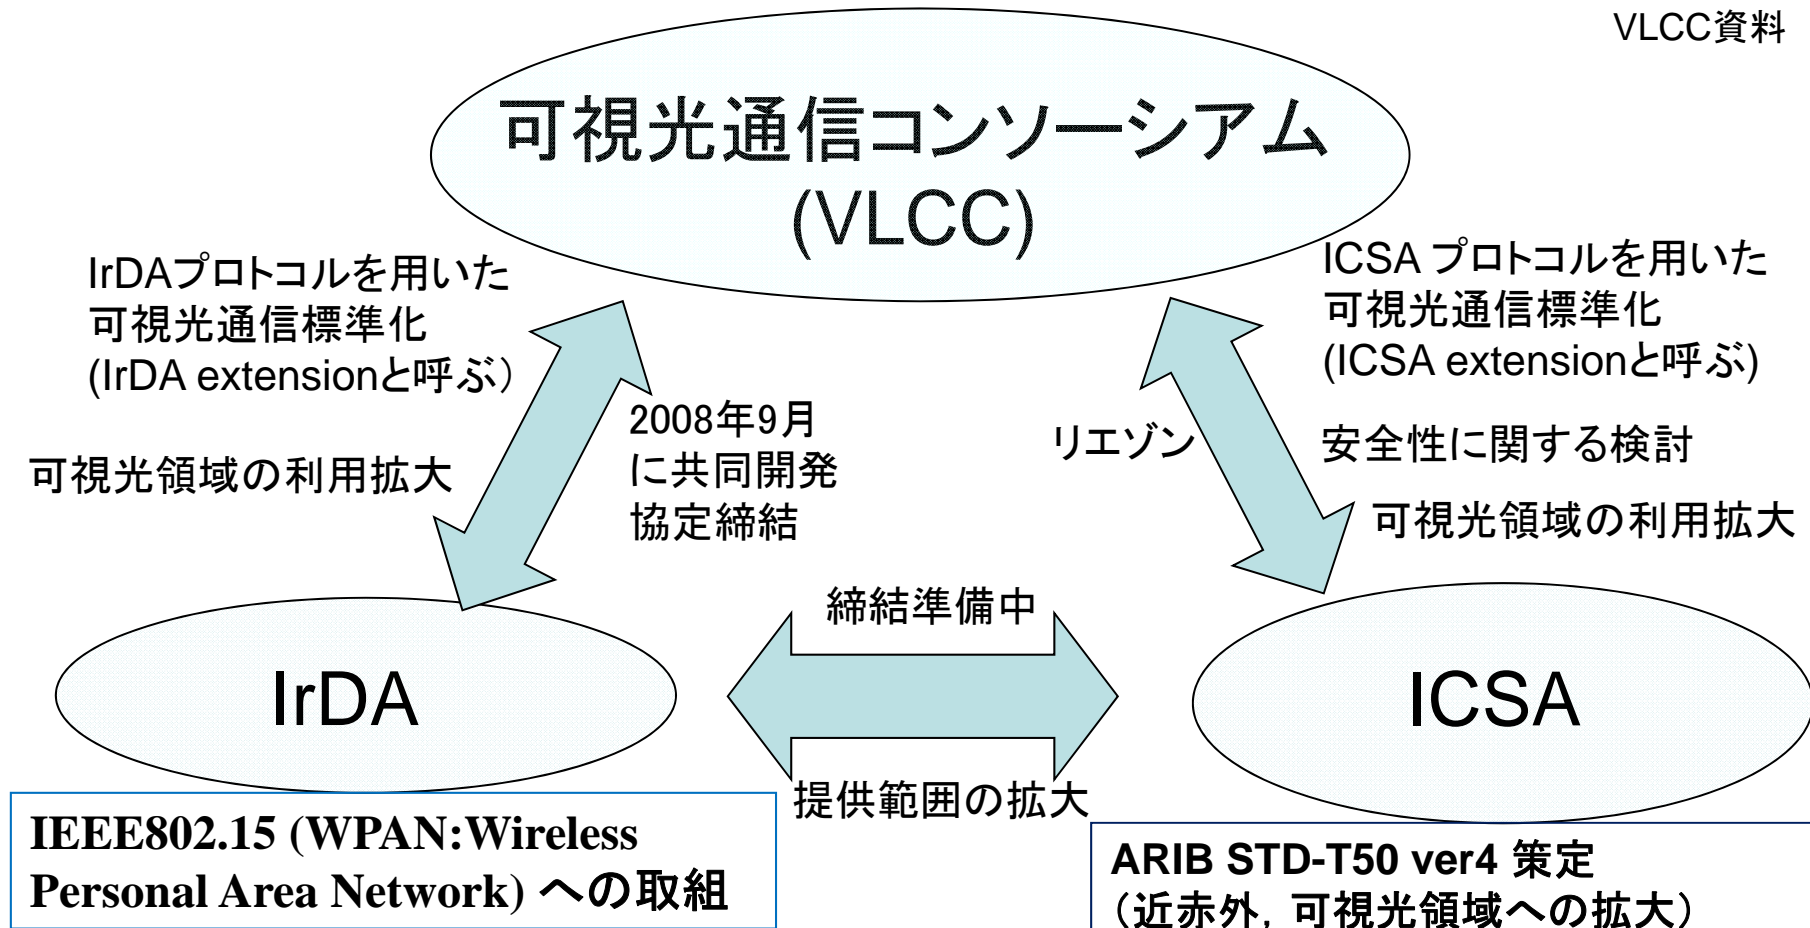 VLCC資料
可視光通信コンソーシアム
(VLCC)
IrDAプロトコルを用いた
可視光通信標準化
(IrDA extensionと呼ぶ）
可視光領域の利用拡大
2008年9月
に共同開発
協定締結
リエゾン
ICSA プロトコルを用いた
可視光通信標準化
(ICSA extensionと呼ぶ)
安全性に関する検討
可視光領域の利用拡大
締結準備中
IrDA
ICSA
提供範囲の拡大
IEEE802.15 (WPAN:Wireless
Personal Area Network) への取組
ARIB STD-T50 ver4 策定
（近赤外，可視光領域への拡大）